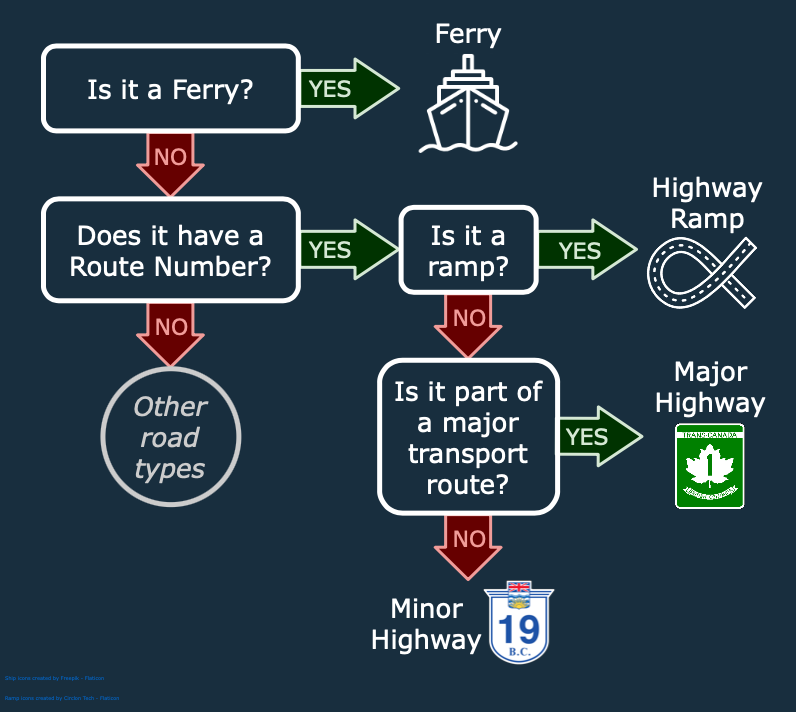 Ferry
Is it a Ferry?
YES
NO
Highway
Ramp
Does it have a
Route Number?
YES
Is it a
ramp?
YES
NO
NO
Other
road
types
Is it part of
a major
transport
route?
YES
Major
Highway
TRANS-CANADA
1
NO
Minor
Highway
19
B.C.
Ship icons created by Freepik - Flaticon
Ramp icons created by Circlon Tech - Flaticon